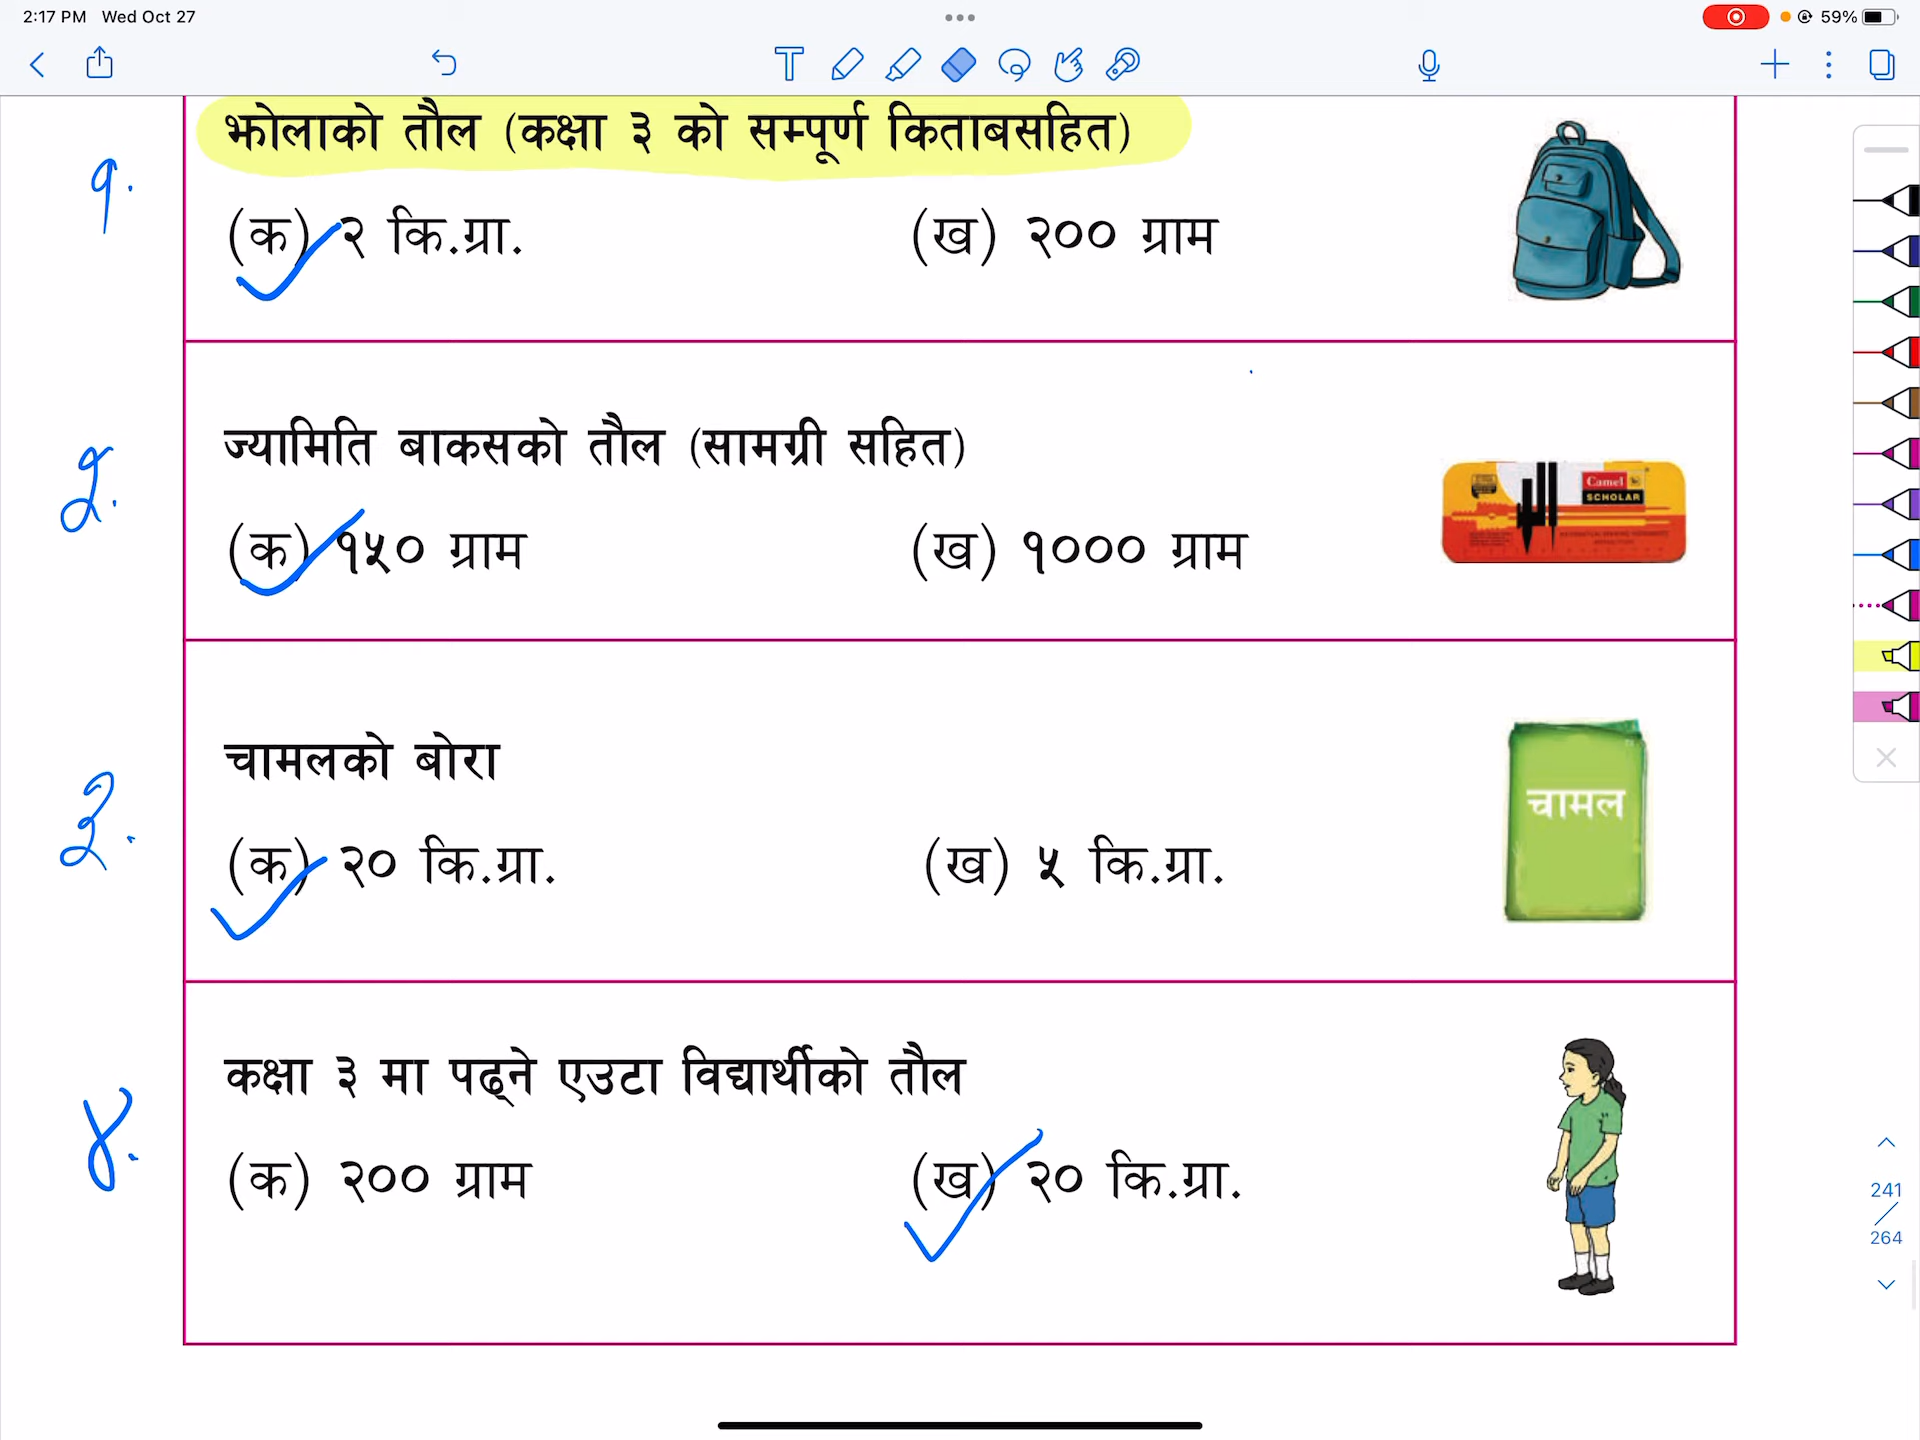 2:17 PM Wed Oct 27
59%
झोलाको तौल (कक्षा ३ को सम्पूर्ण किताबसहित)
१.
(क) २ कि.ग्रा. (ख) २०० ग्राम
ज्यामिति बाकसको तौल (सामग्री सहित)
२.
Camel
SCHOLAR
(क) १५० ग्राम (ख) १००० ग्राम
चामलको बोरा
चामल
३.
(क) २० कि.ग्रा. (ख) ५ कि.ग्रा.
कक्षा ३ मा पढ्ने एउटा विद्यार्थीको तौल
४.
(क) २०० ग्राम (ख) २० कि.ग्रा.
241
264